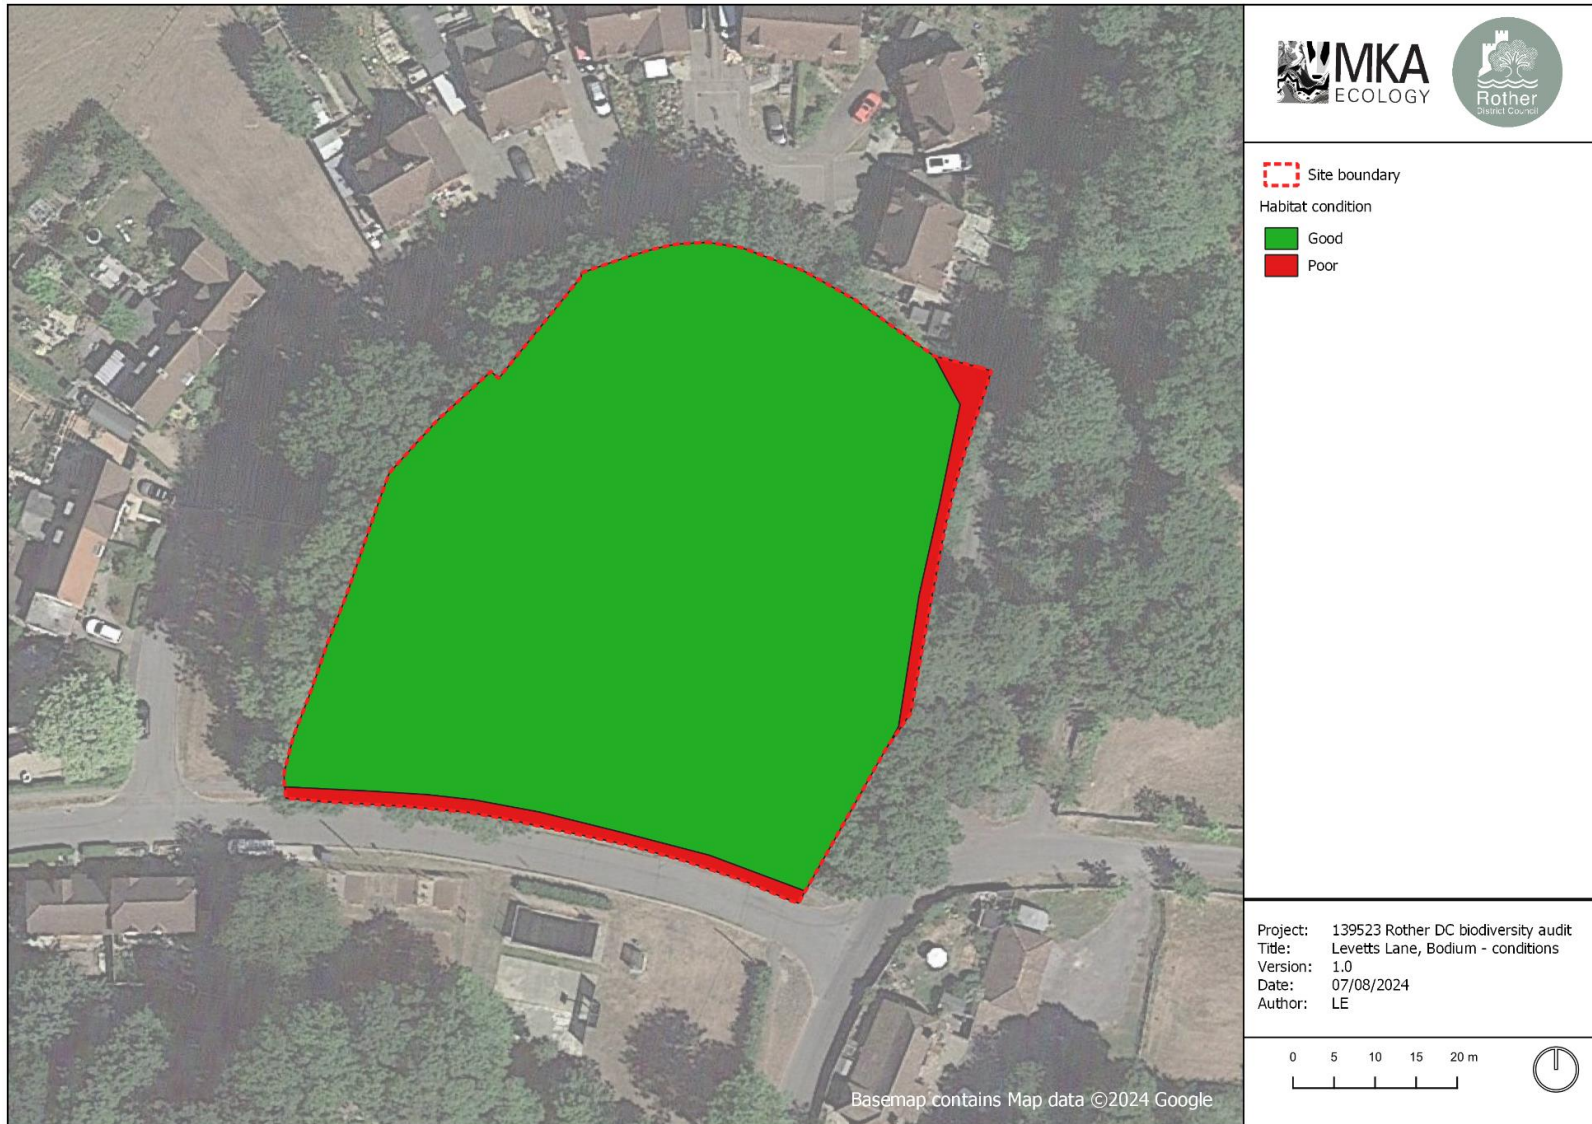 MKA
ECOLOGY
Rother
District Council
Site boundary
Habitat condition
Good
Poor
Project: 139523 Rother DC biodiversity audit
Title: Levetts Lane, Bodium - conditions
Version: 1.0
Date: 07/08/2024
Author: LE
0 5 10 15 20 m
Basemap contains Map data ©2024 Google